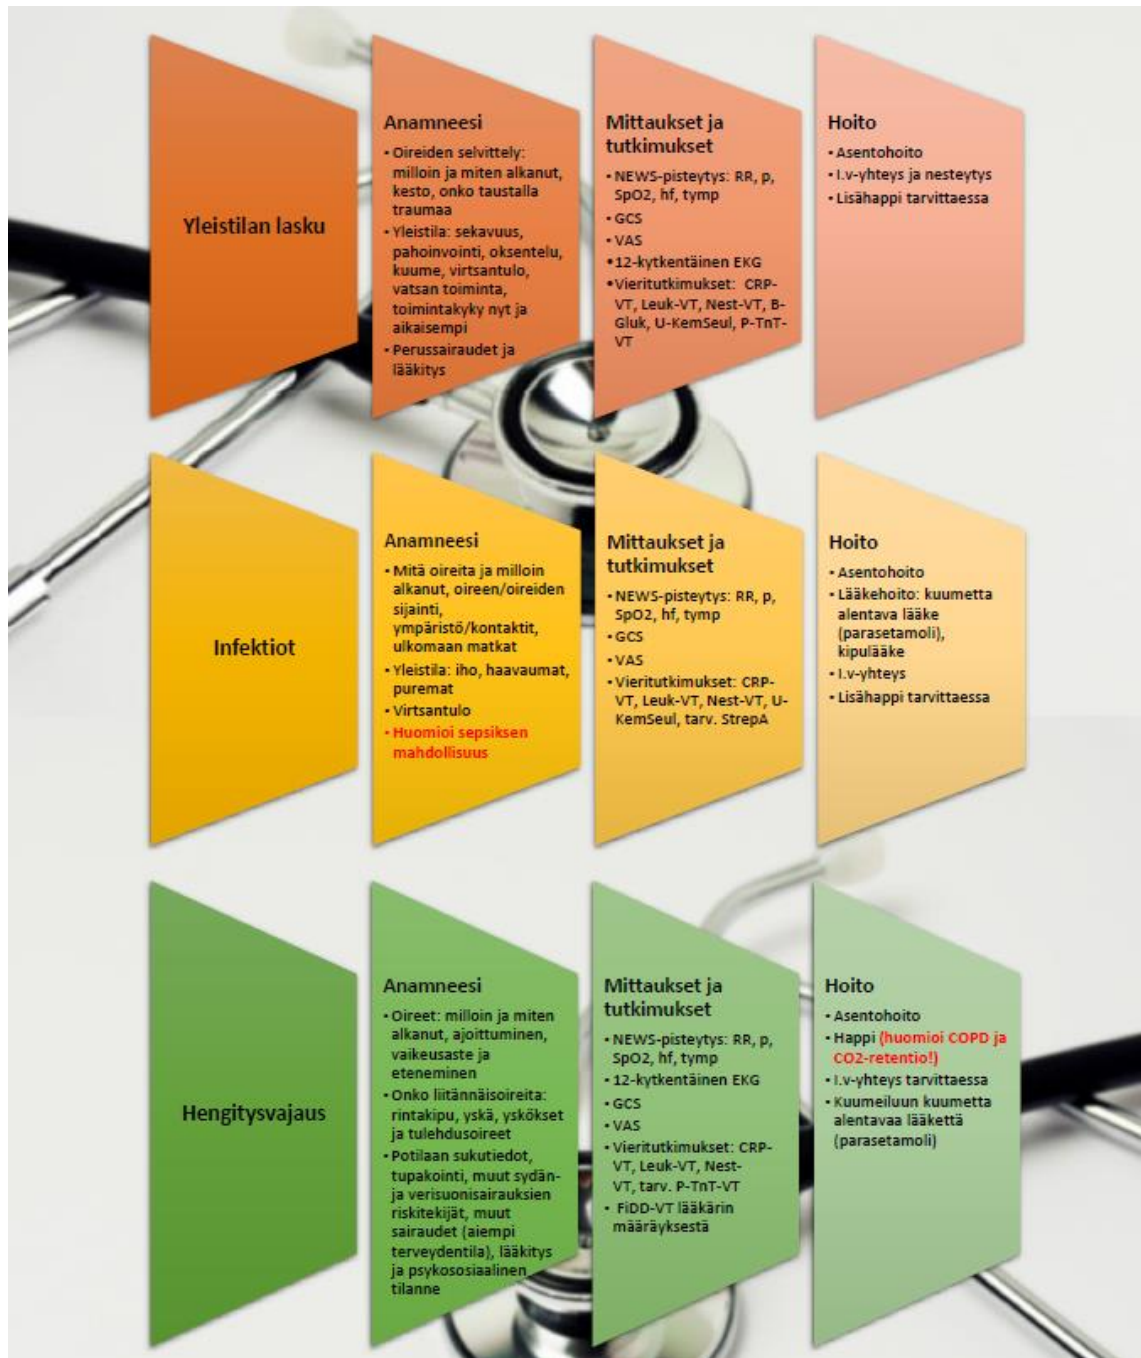 Yleistilan lasku
Anamneesi
• Oireiden selvittely:
milloin ja miten alkanut,
kesto, onko taustalla
traumaa
• Yleistila: sekavuus,
pahoinvointi, oksentelu,
kuume, virtsantulo,
vatsan toiminta,
toimintakyky nyt ja
aikaisempi
• Perussairaudet ja
lääkitys
Mittaukset ja
tutkimukset
• NEWS-pisteytys: RR, p,
SpO2, hf, tymp
• GCS
• VAS
• 12-kytkentäinen EKG
• Vieritutkimukset: CRP-
VT, Leuk-VT, Nest-VT, B-
Gluk, U-KemSeul, P-TnT-
VT
Hoito
• Asentohoito
• I.v-yhteys ja nesteytys
• Lisähappi tarvittaessa
Infektiot
Anamneesi
• Mitä oireita ja milloin
alkanut, oireen/oireiden
sijainti,
ympäristö/kontaktit,
ulkomaan matkat
• Yleistila: iho, haavaumat,
puremat
• Virtsantulo
• Huomioi sepsiksen
mahdollisuus
Mittaukset ja
tutkimukset
• NEWS-pisteytys: RR, p,
SpO2, hf, tymp
• GCS
• VAS
• Vieritutkimukset: CRP-
VT, Leuk-VT, Nest-VT, U-
KemSeul, tarv. StrepA
Hoito
• Asentohoito
• Lääkehoito: kuumetta
alentava lääke
(parasetamoli),
kipulääke
• I.v-yhteys
• Lisähappi tarvittaessa
Hengitysvajaus
Anamneesi
• Oireet: milloin ja miten
alkanut, ajoittuminen,
vaikeusaste ja
eteneminen
• Onko liitännäisoireita:
rintakipu, yskä, yskökset
ja tulehdusoireet
• Potilaan sukutiedot,
tupakointi, muut sydän-
ja verisuonisairauksien
riskitekijät, muut
sairaudet (aiempi
terveydentila), lääkitys
ja psykososiaalinen
tilanne
Mittaukset ja
tutkimukset
• NEWS-pisteytys: RR, p,
SpO2, hf, tymp
• 12-kytkentäinen EKG
• GCS
• VAS
• Vieritutkimukset: CRP-
VT, Leuk-VT, Nest-
VT, tarv. P-TnT-VT
• FiDD-VT lääkärin
määräyksestä
Hoito
• Asentohoito
• Happi (huomioi COPD ja
CO2-retentio!)
• I.v-yhteys tarvittaessa
• Kuumeiluun kuumetta
alentavaa lääkettä
(parasetamoli)